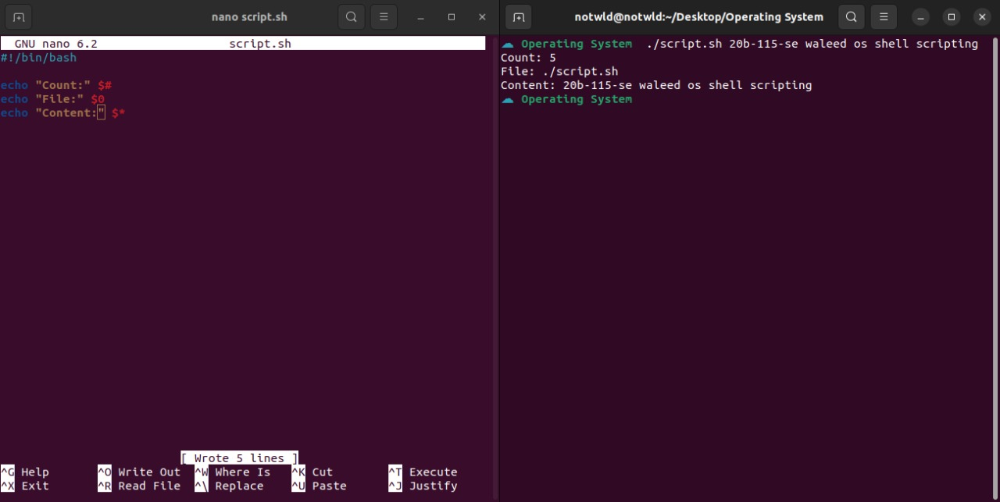 nano script.sh
GNU nano 6.2 script.sh
#!/bin/bash
echo "Count:" $#
echo "File:" $0
echo "Content:" $*
[ Wrote 5 lines ]
^G Help ^O Write Out ^W Where Is ^K Cut ^T Execute
^X Exit ^R Read File ^\ Replace ^U Paste ^J Justify
notwld@notwld:~/Desktop/Operating System
Operating System ./script.sh 20b-115-se waleed os shell scripting
Count: 5
File: ./script.sh
Content: 20b-115-se waleed os shell scripting
Operating System